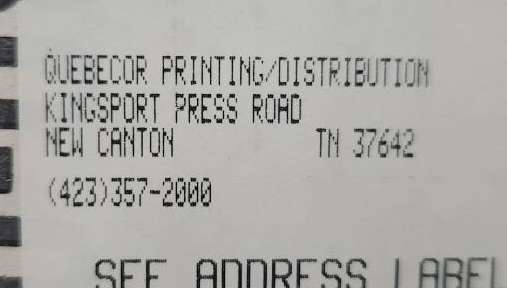 QUEBECOR PRINTING/DISTRIBUTION
KINGSPORT PRESS ROAD
NEW CANTON TN 37642
(423)357-2000
SEE ADDRESS LABEL